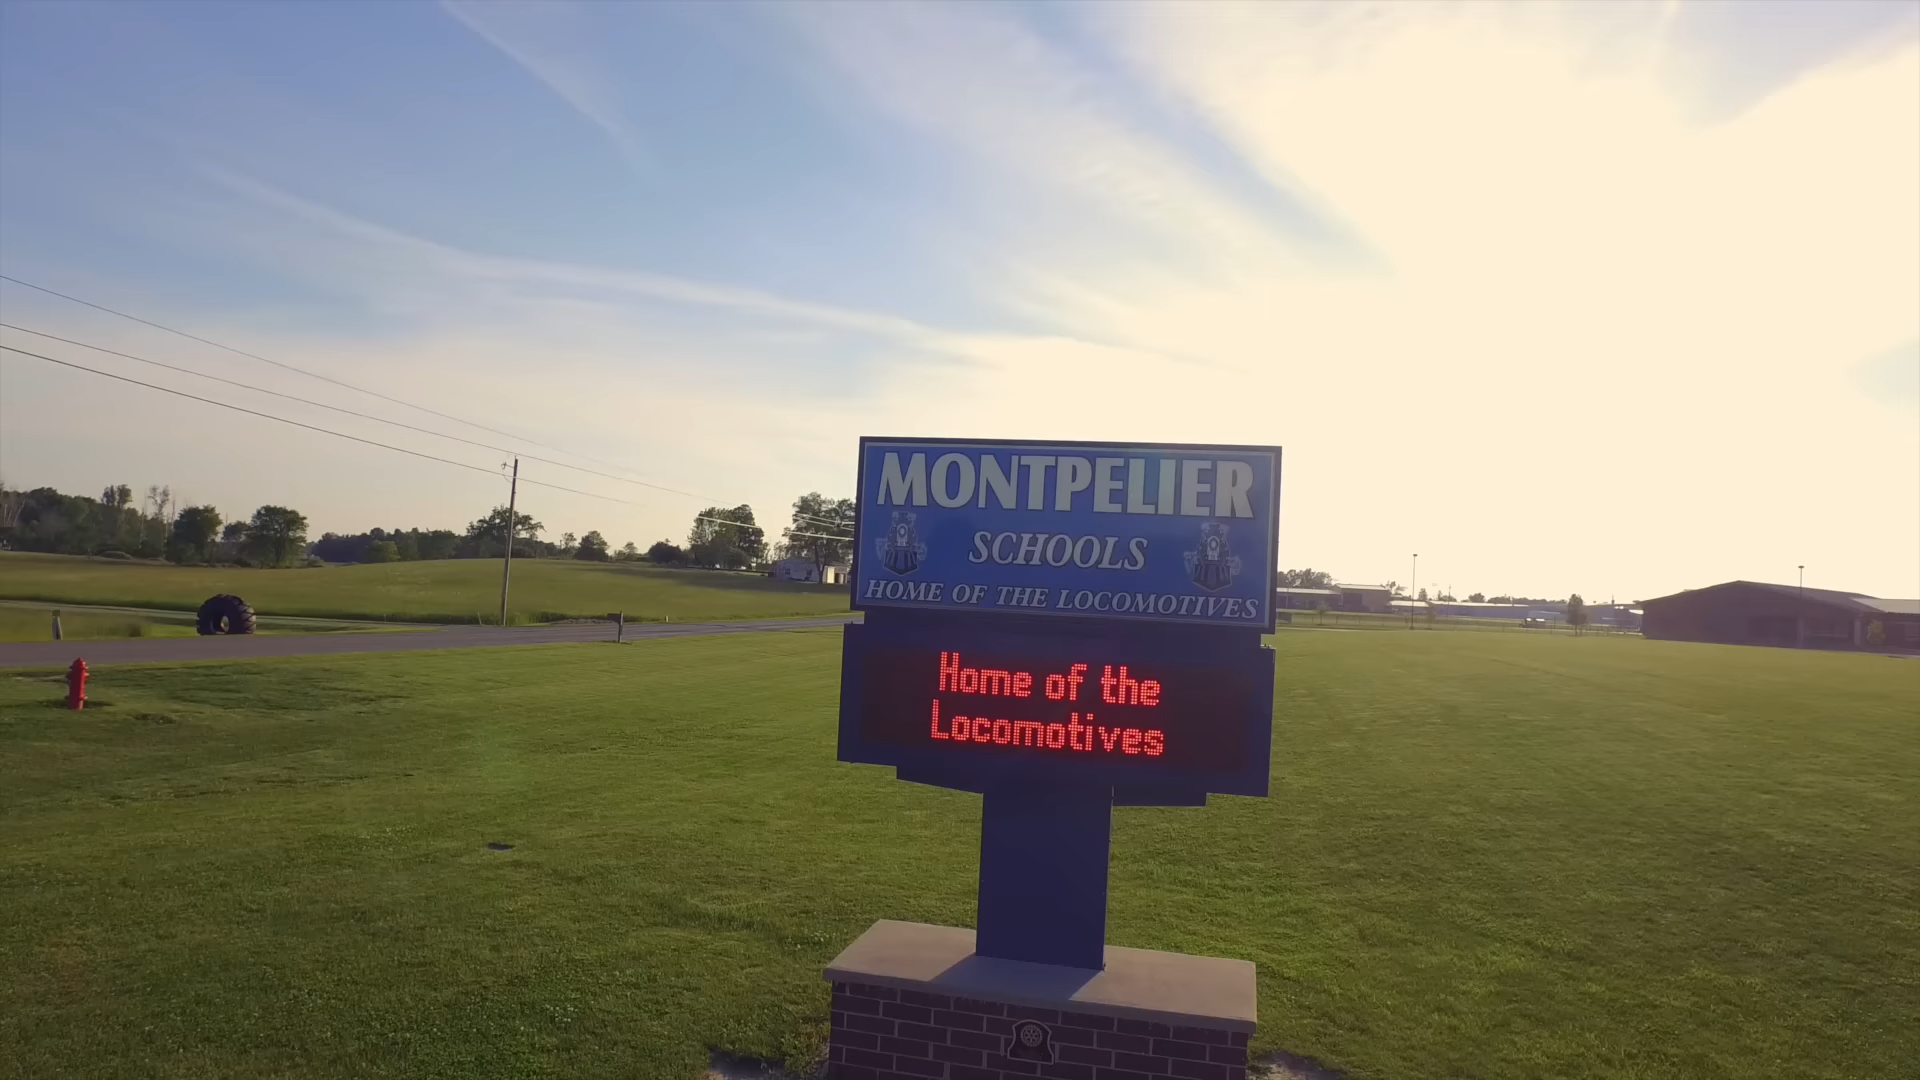 MONTPELIER
SCHOOLS
HOME OF THE LOCOMOTIVES
Home of the
Locomotives